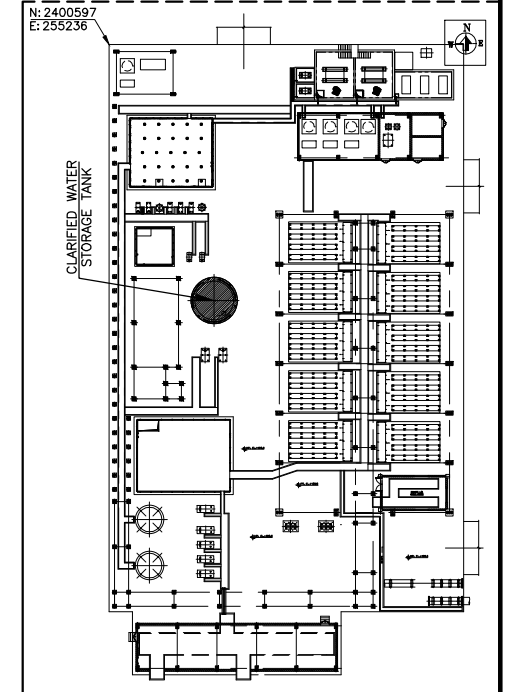 N: 2400597
E: 255236
N
W
E
CLARIFIED WATER
STORAGE TANK